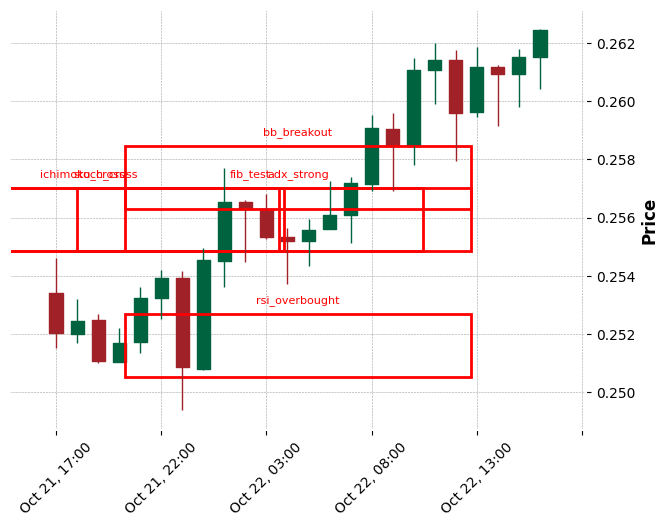 0.262
0.260
bb_breakout
0.258
fib_test
adx_strong
Price
0.256
0.254
rsi_overbought
0.252
0.250
Oct 21, 17:00
Oct 21, 22:00
Oct 22, 03:00
Oct 22, 08:00
Oct 22, 13:00